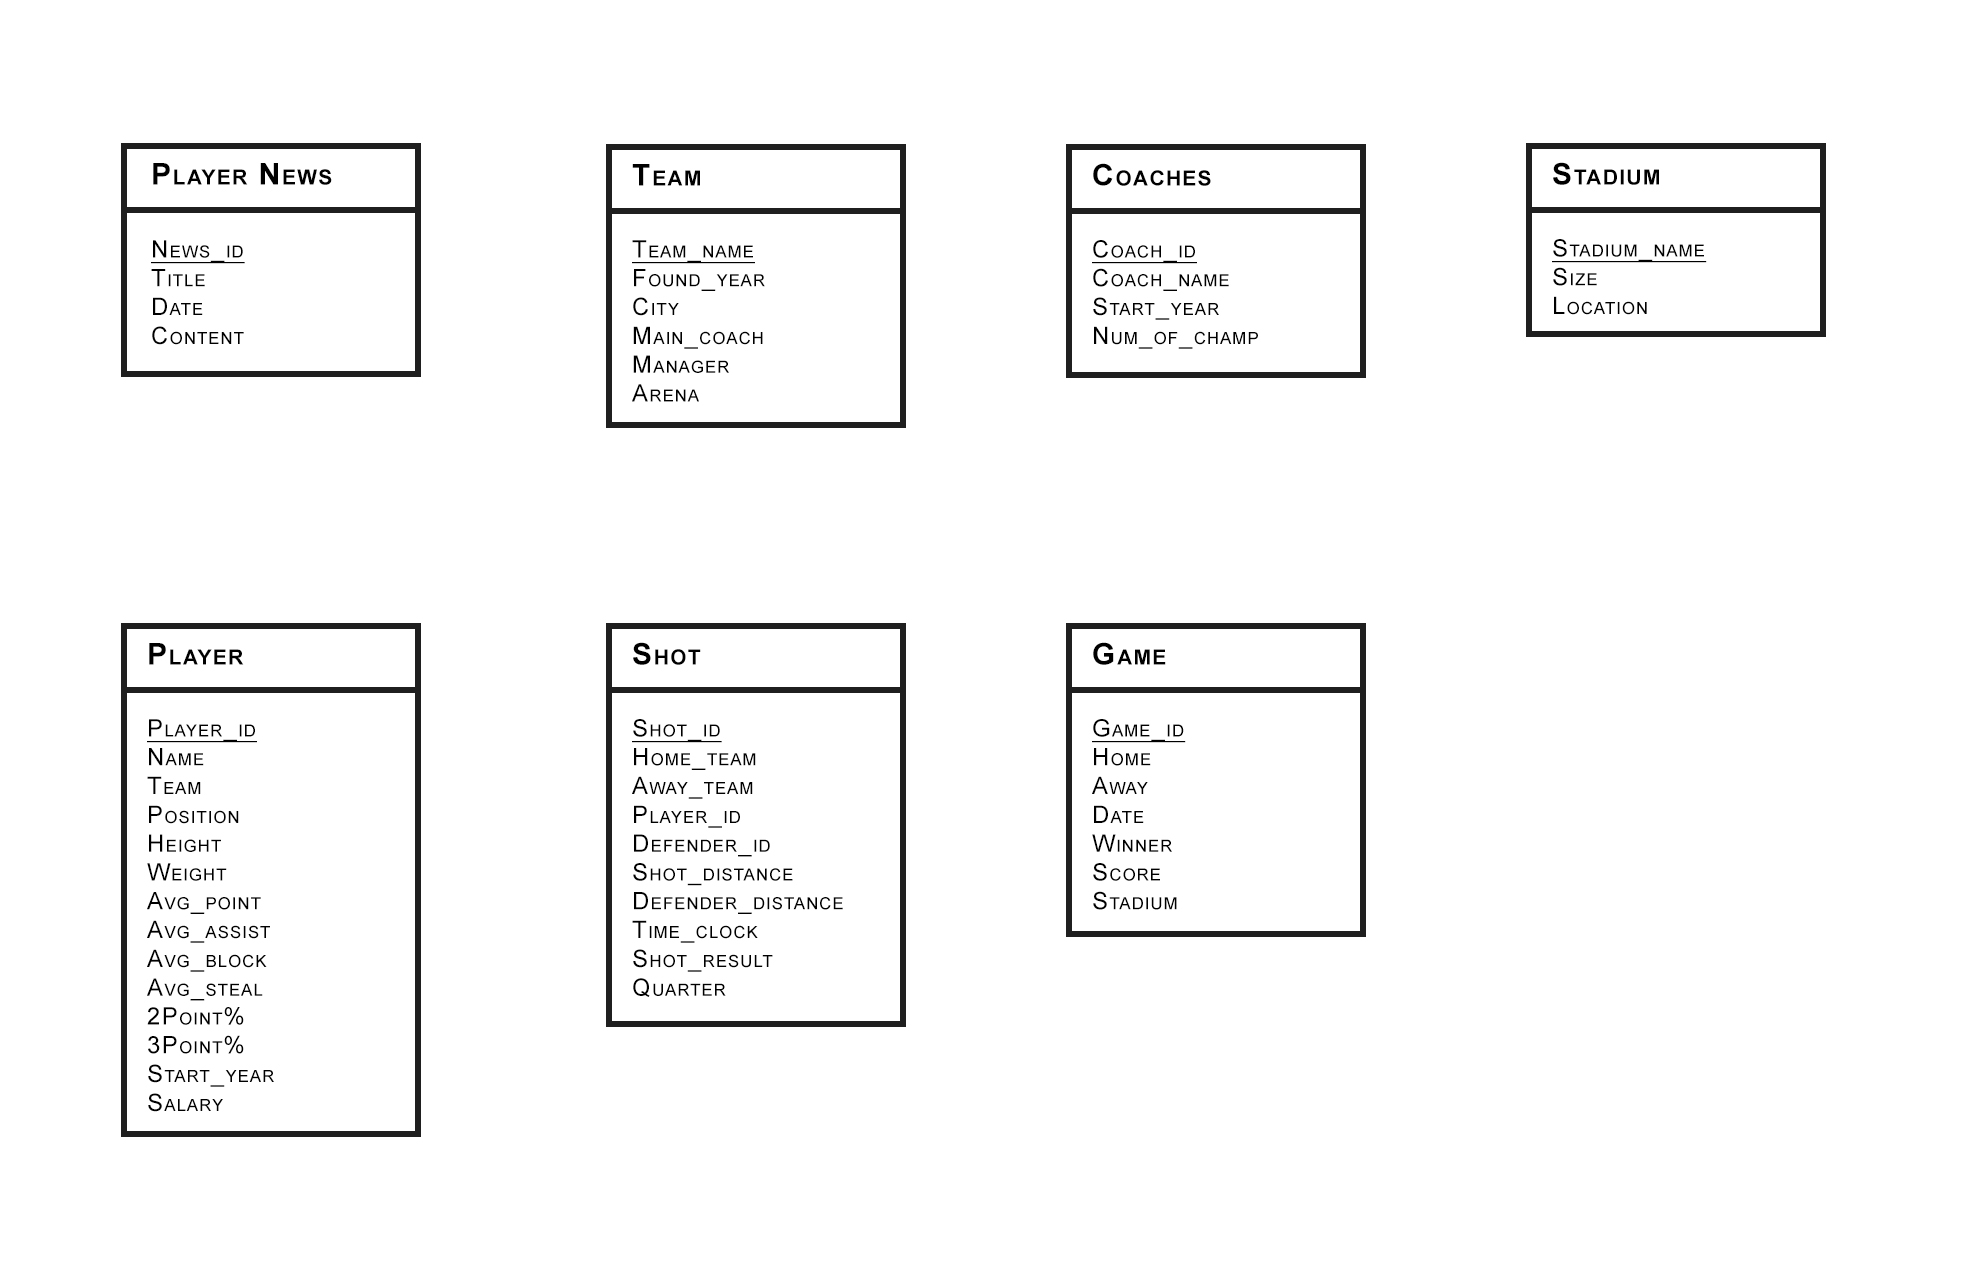 Player News
News_id
Title
Date
Content
Team
Team_name
Found_year
City
Main_coach
Manager
Arena
Coaches
Coach_id
Coach_name
Start_year
Num_of_champ
Stadium
Stadium_name
Size
Location
Player
Player_id
Name
Team
Position
Height
Weight
Avg_point
Avg_assist
Avg_block
Avg_steal
2Point%
3Point%
Start_year
Salary
Shot
Shot_id
Home_team
Away_team
Player_id
Defender_id
Shot_distance
Defender_distance
Time_clock
Shot_result
Quarter
Game
Game_id
Home
Away
Date
Winner
Score
Stadium